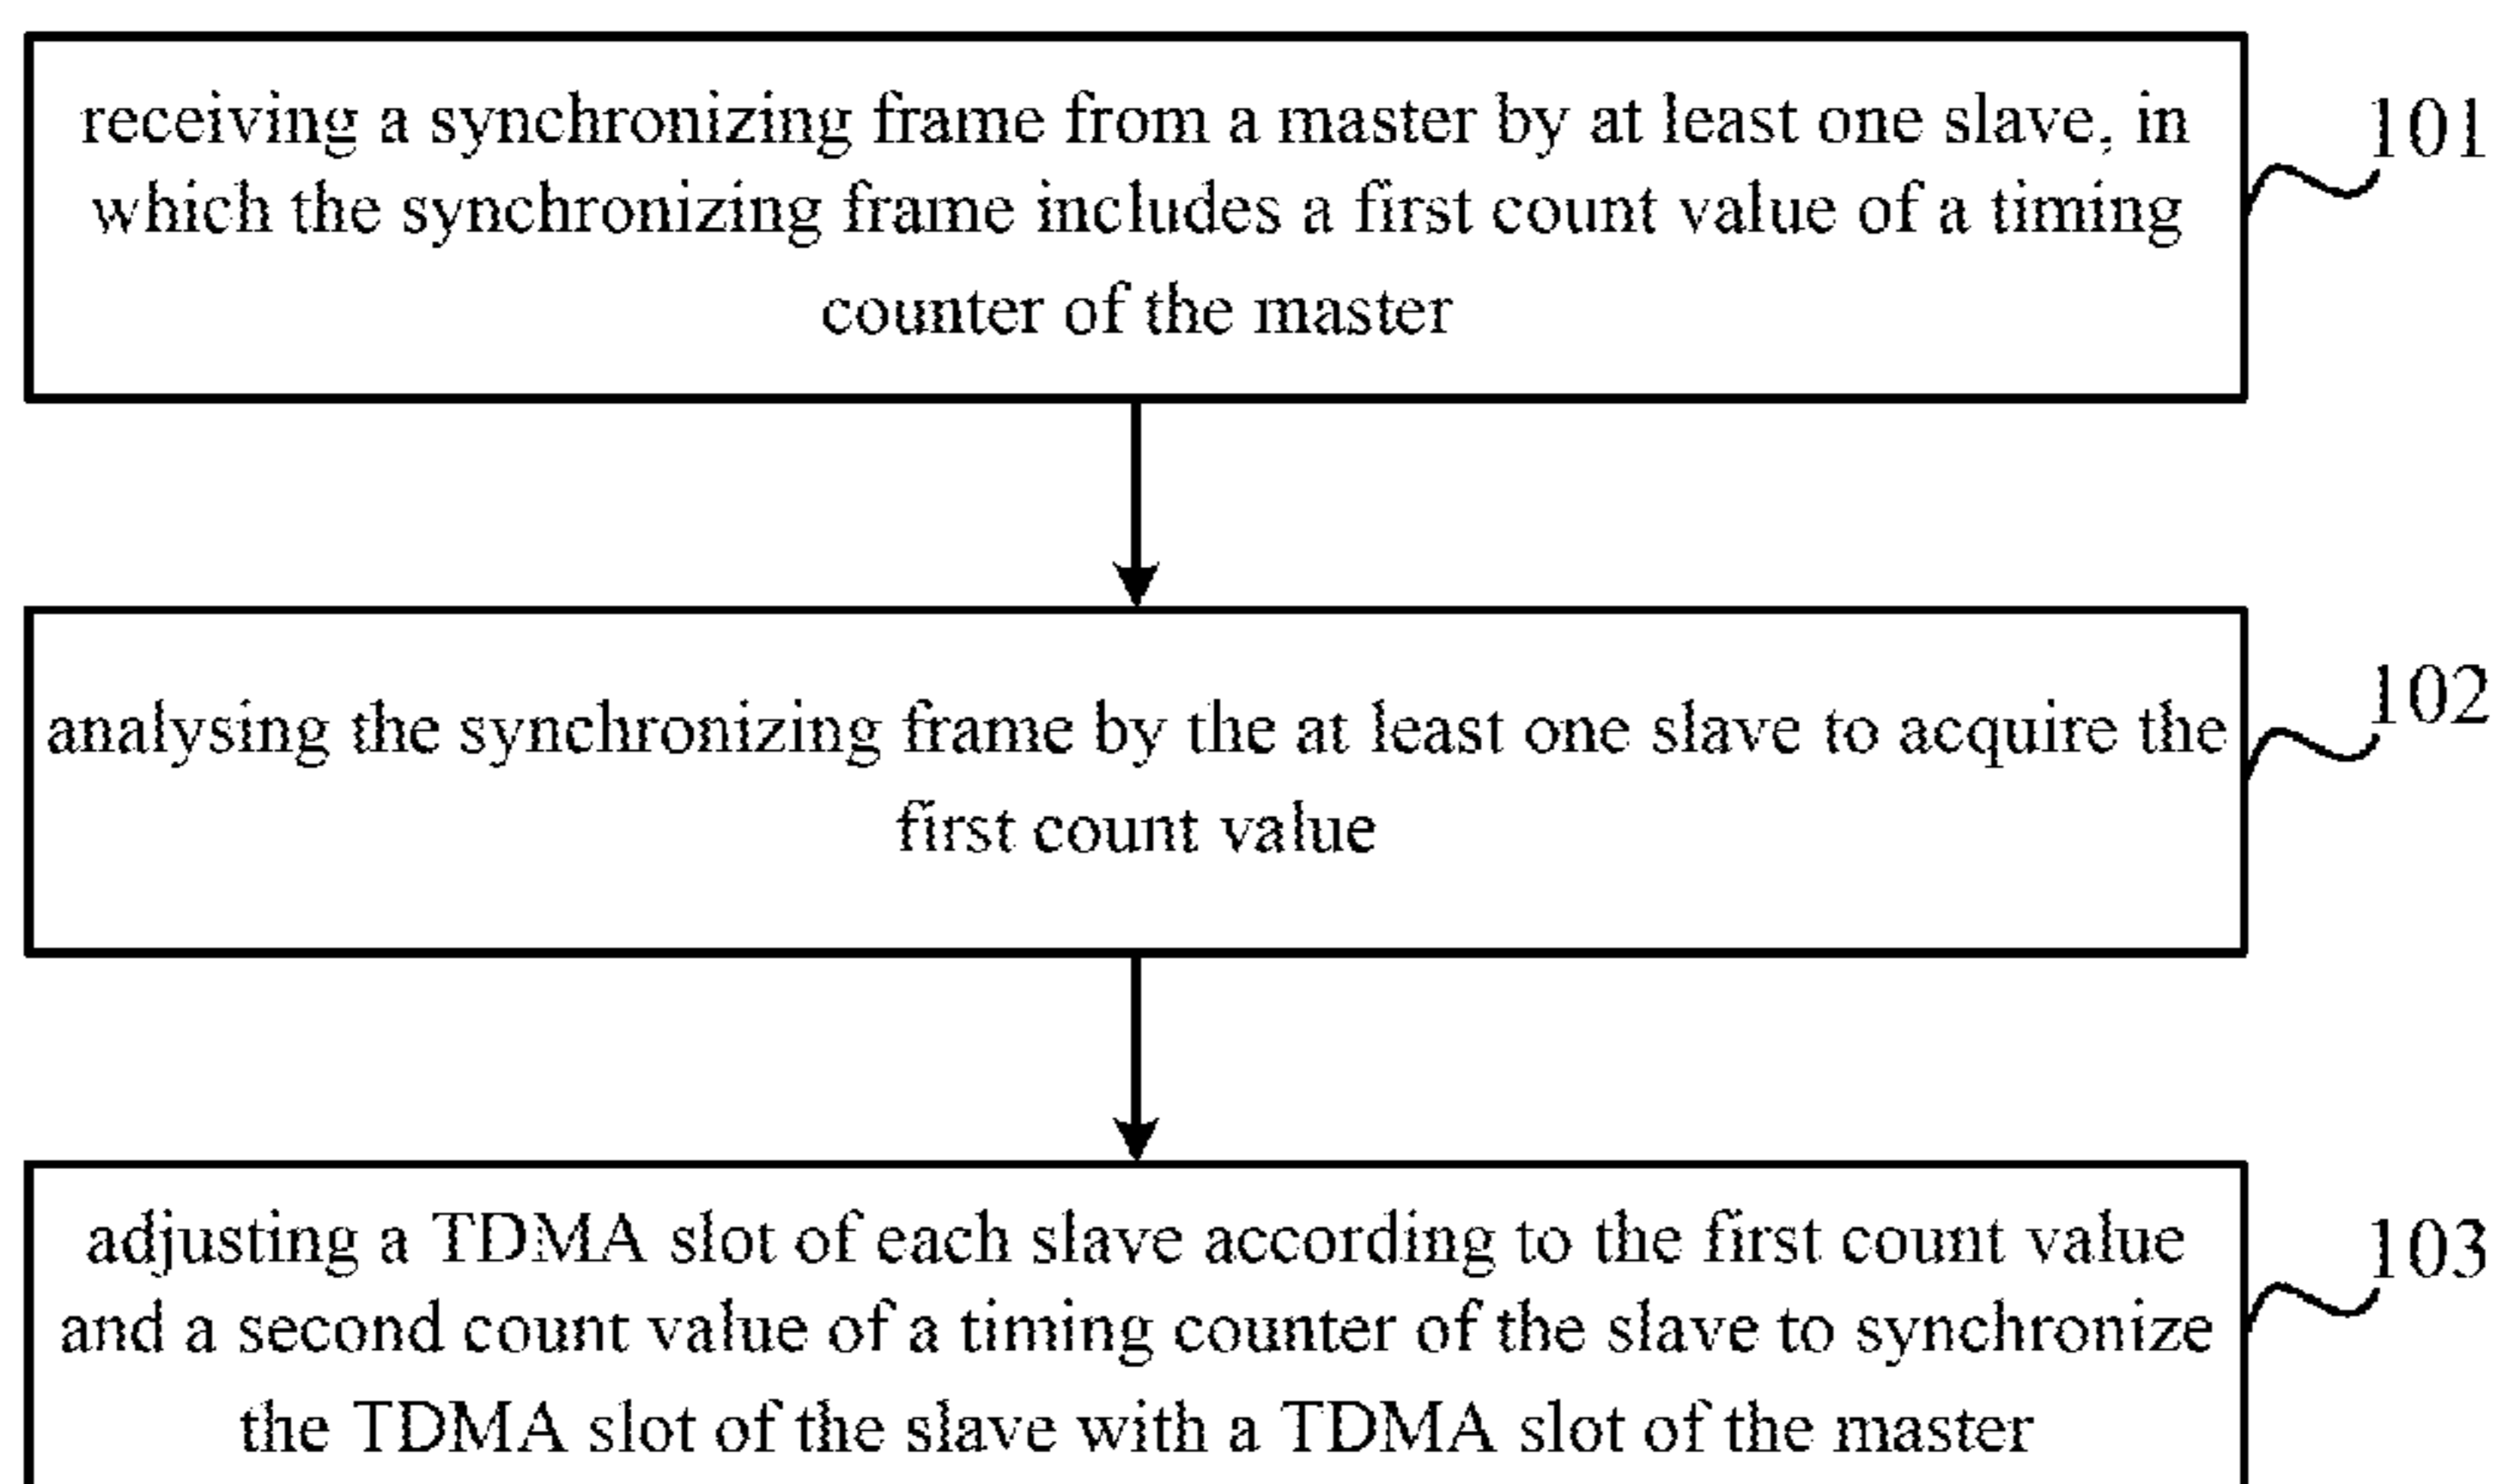 receiving a synchronizing frame from a master by at least one slave, in
which the synchronizing frame includes a first count value of a timing
counter of the master
101
analysing the synchronizing frame by the at least one slave to acquire the
first count value
102
adjusting a TDMA slot of each slave according to the first count value
and a second count value of a timing counter of the slave to synchronize
the TDMA slot of the slave with a TDMA slot of the master
103